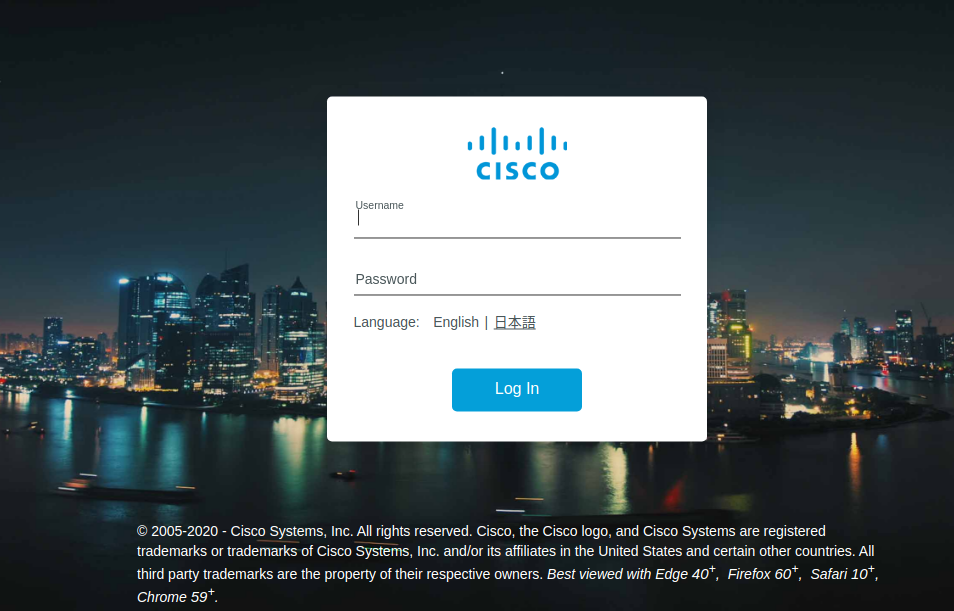 CISCO
Username
Password
Language: English | 日本語
Log In
© 2005-2020 - Cisco Systems, Inc. All rights reserved. Cisco, the Cisco logo, and Cisco Systems are registered
trademarks or trademarks of Cisco Systems, Inc. and/or its affiliates in the United States and certain other countries. All
third party trademarks are the property of their respective owners. Best viewed with Edge 40+, Firefox 60+, Safari 10+,
Chrome 59+.